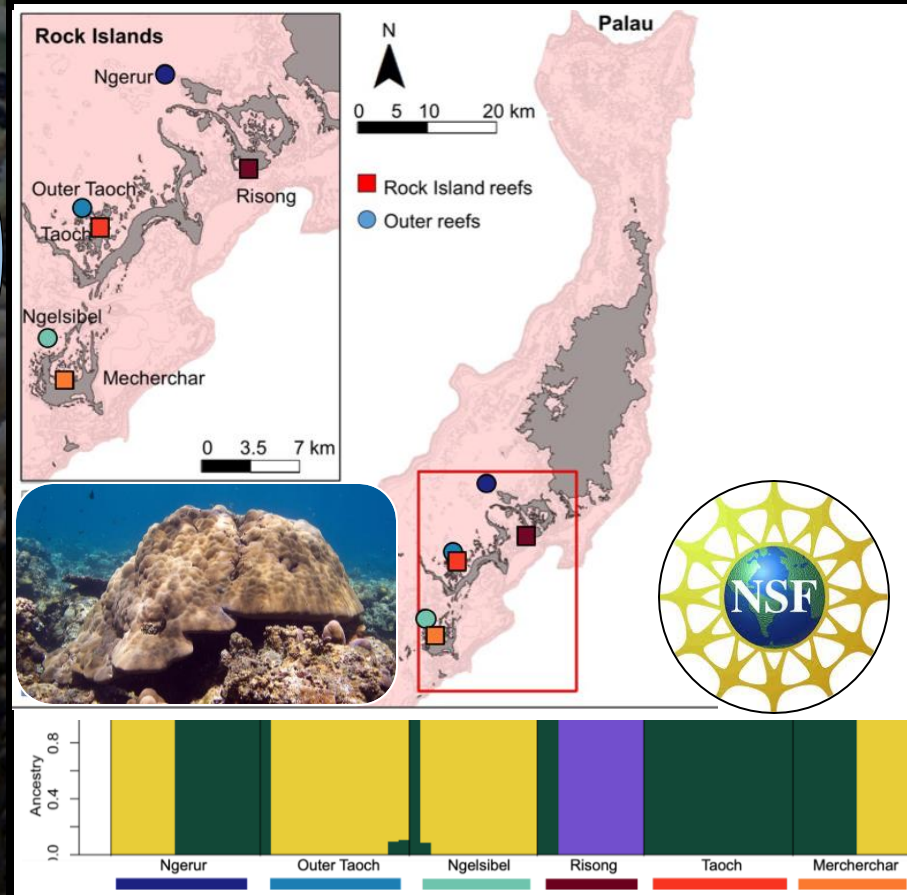 Rock Islands
Ngerur
Outer Taoch
Taoch
Risong
Ngelsibel
Mecherchar
0 3.5 7 km
Palau
N
0 5 10 20 km
Rock Island reefs
Outer reefs
NSF
Ancestry
0.8
0.4
0.0
Ngerur Outer Taoch Ngelsibel Risong Taoch Mercherchar